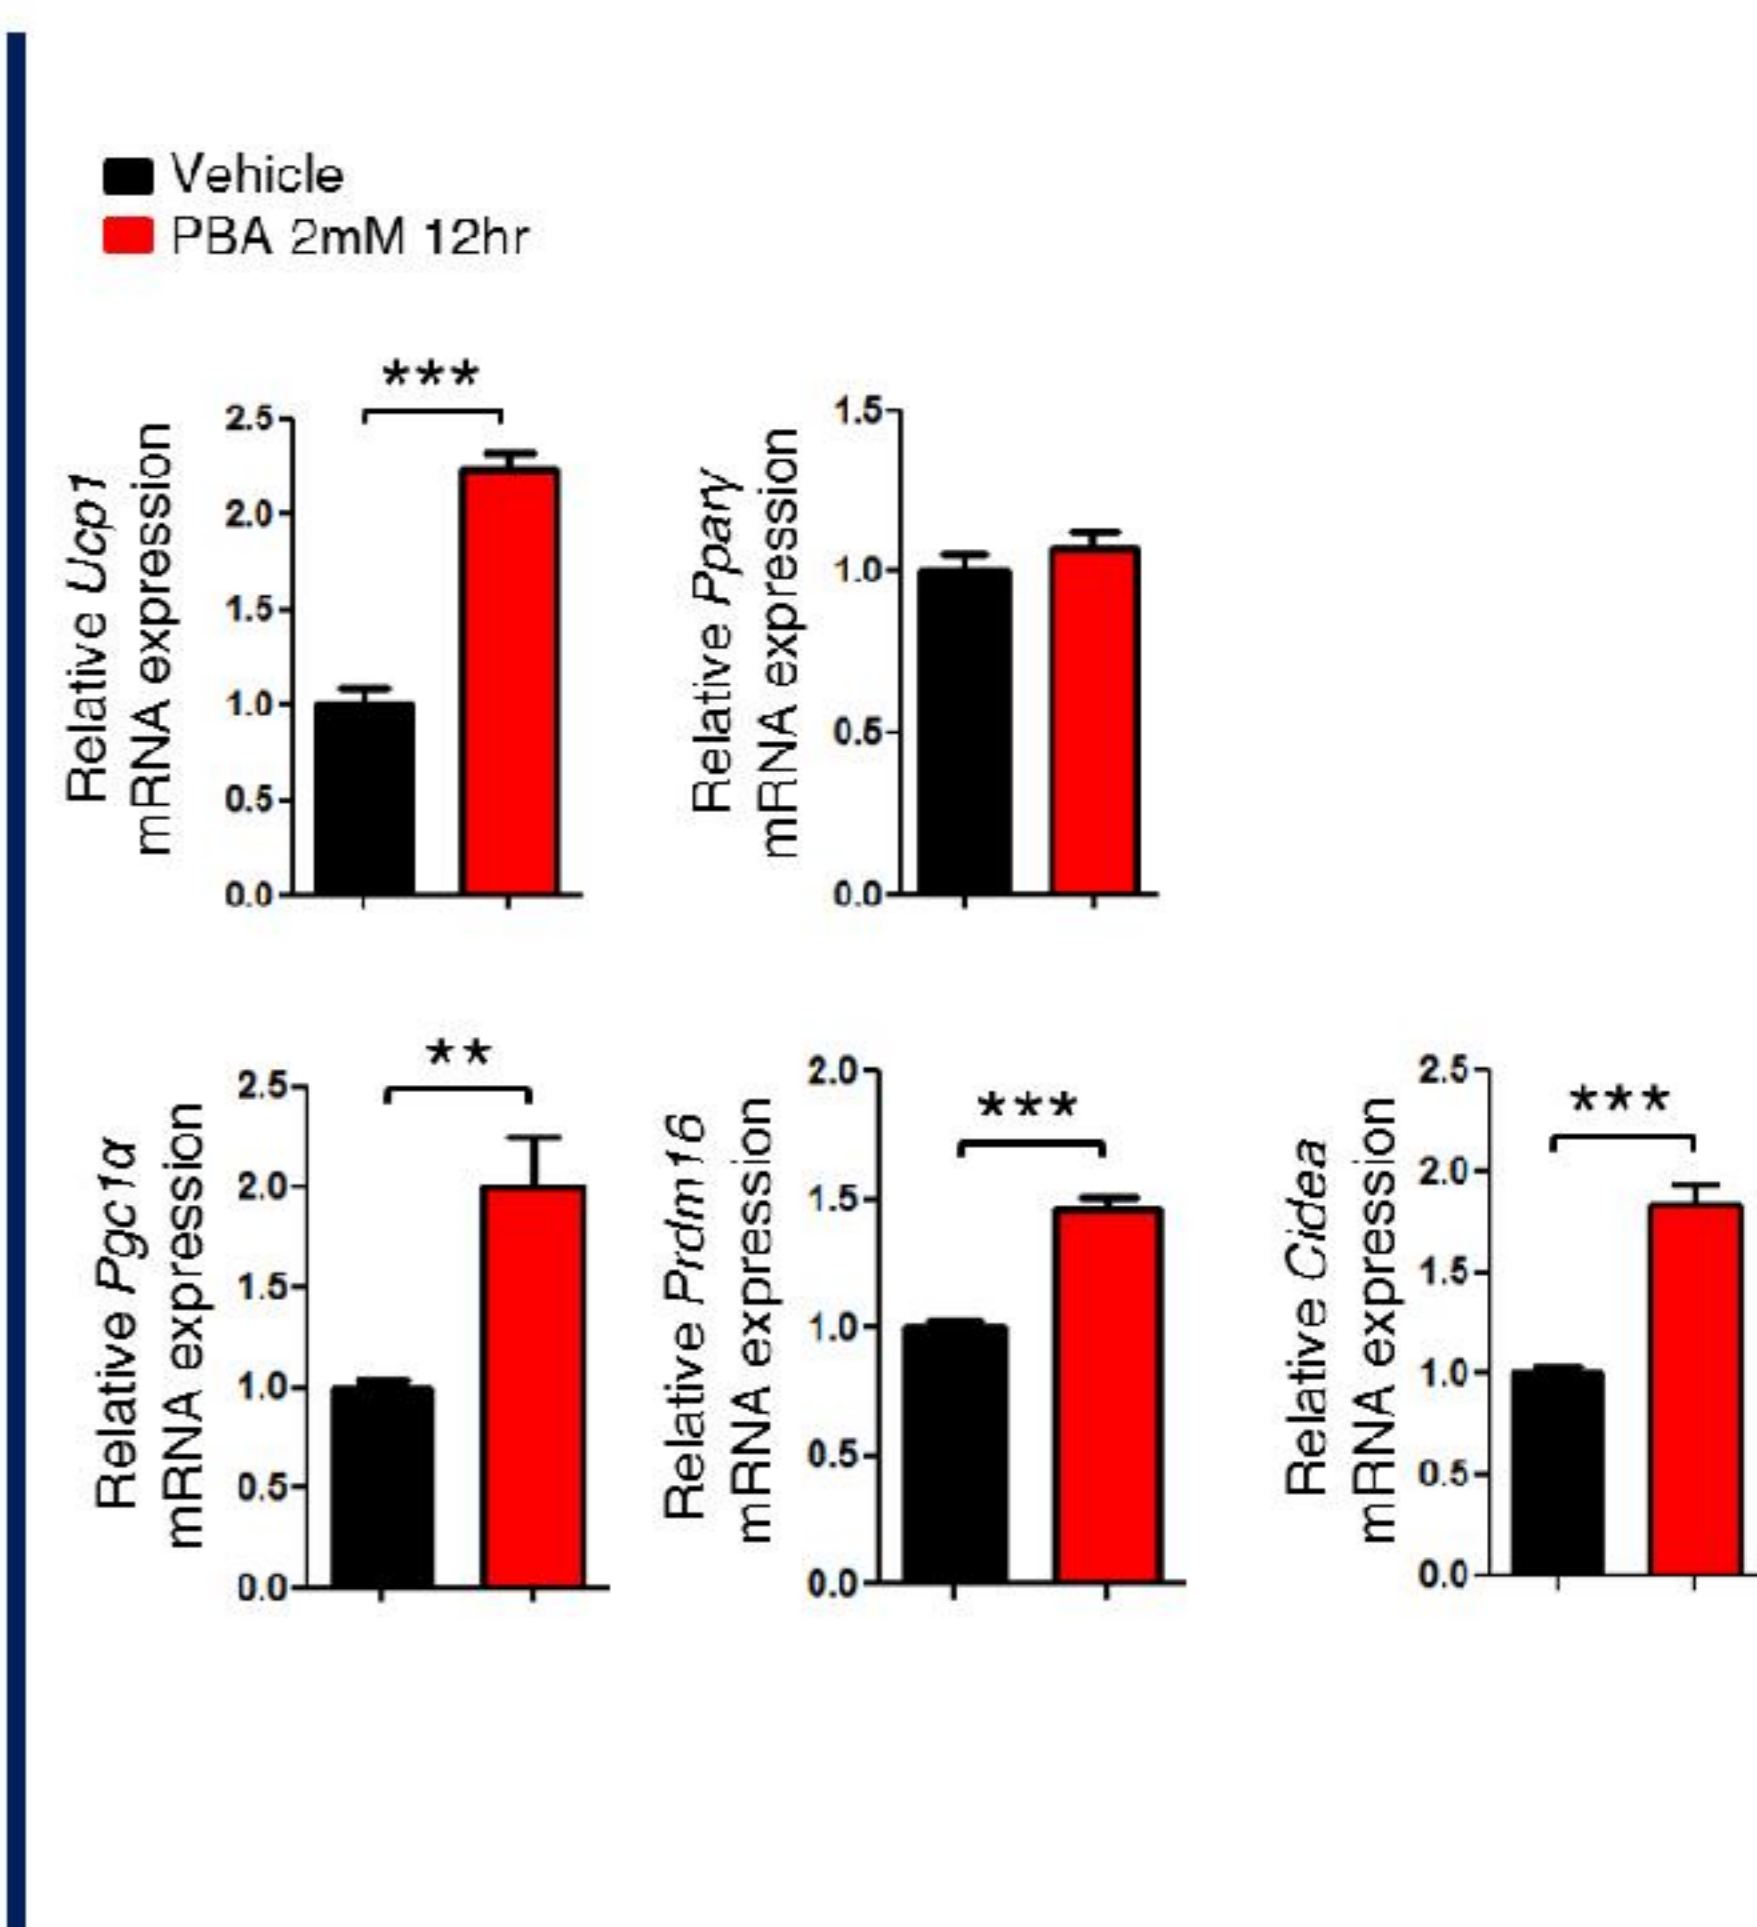 Vehicle
PBA 2mM 12hr
Relative Ucp1
mRNA expression
2.5
2.0
1.5
1.0
0.5
0.0
***
Relative Pparγ
mRNA expression
1.5
1.0
0.5
0.0
Relative Pgc1α
mRNA expression
2.5
2.0
1.5
1.0
0.5
0.0
**
Relative Prdm16
mRNA expression
2.0
1.5
1.0
0.5
0.0
***
Relative Cidea
mRNA expression
2.5
2.0
1.5
1.0
0.5
0.0
***